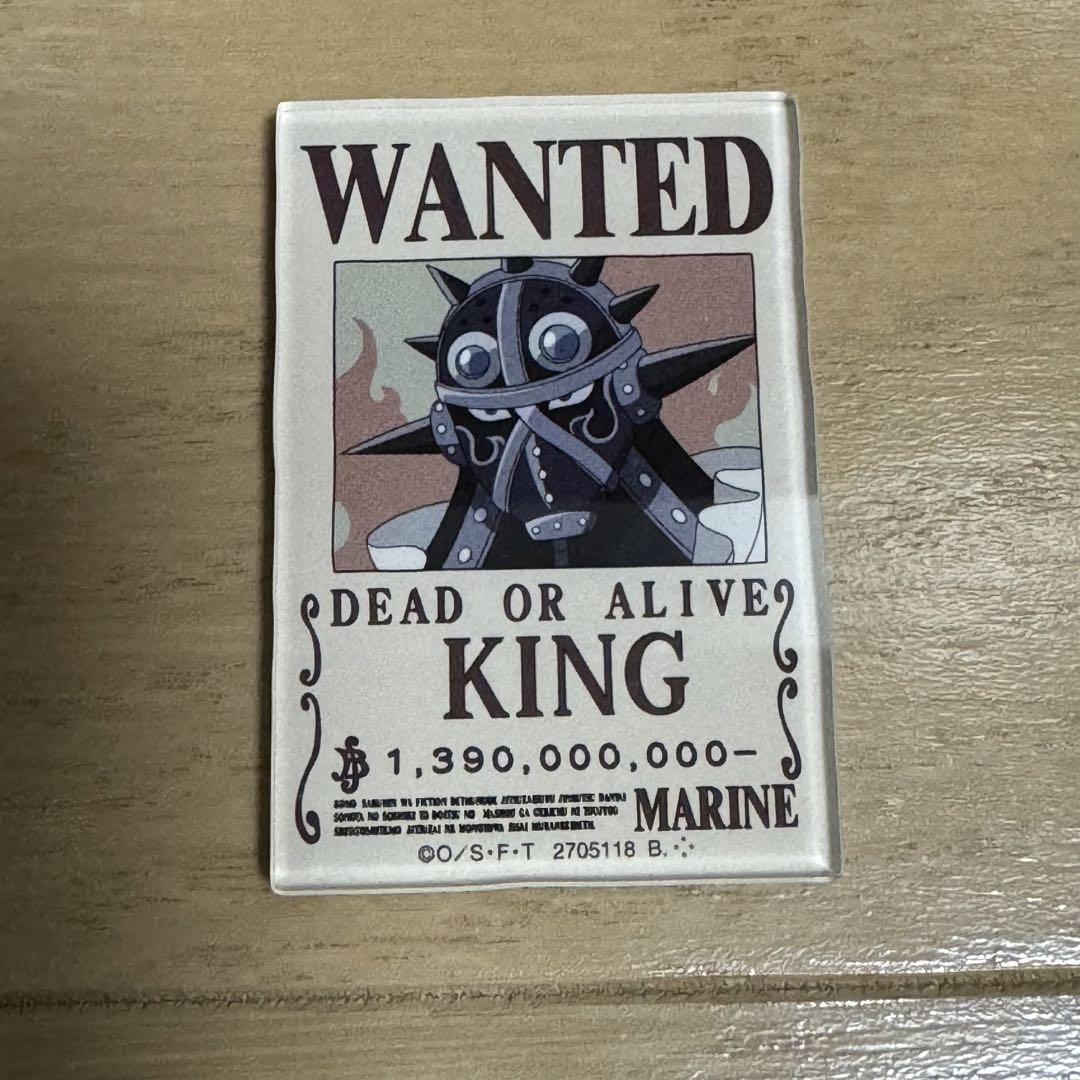 WANTED
DEAD OR ALIVE
KING
1,390,000,000-
MARINE
©O/S·F·T 2705118 B